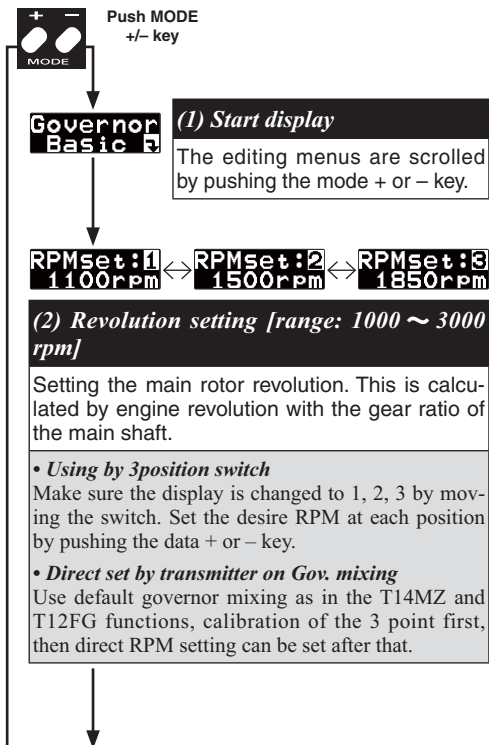 + −
MODE
Push MODE
+/– key
Governor
Basic
(1) Start display
The editing menus are scrolled
by pushing the mode + or – key.
RPMset:1 ↔ RPMset:2 ↔ RPMset:3
1100rpm 1500rpm 1850rpm
(2) Revolution setting [range: 1000 ~ 3000
rpm]
Setting the main rotor revolution. This is calcu-
lated by engine revolution with the gear ratio of
the main shaft.
• Using by 3position switch
Make sure the display is changed to 1, 2, 3 by mov-
ing the switch. Set the desire RPM at each position
by pushing the data + or – key.
• Direct set by transmitter on Gov. mixing
Use default governor mixing as in the T14MZ and
T12FG functions, calibration of the 3 point first,
then direct RPM setting can be set after that.